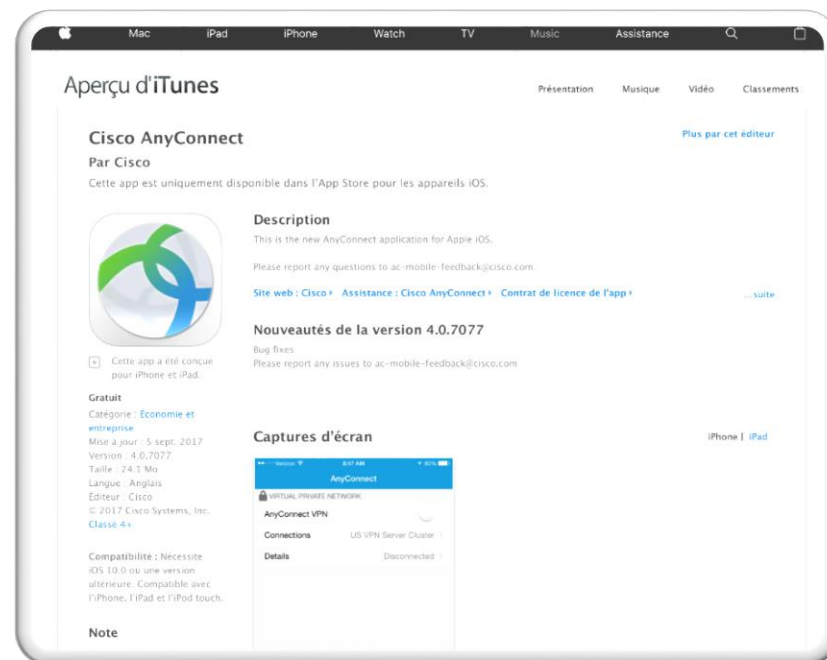 Mac iPad iPhone Watch TV Music Assistance
Aperçu d'iTunes
Présentation Musique Vidéo Classements
Cisco AnyConnect
Plus par cet éditeur
Par Cisco
Cette app est uniquement disponible dans l'App Store pour les appareils iOS.
Description
This is the new AnyConnect application for Apple iOS.
Please report any questions to ac-mobile-feedback@cisco.com.
Site web : Cisco Assistance : Cisco AnyConnect Contrat de licence de l'app
...suite
Nouveautés de la version 4.0.7077
Bug fixes
Please report any issues to ac-mobile-feedback@cisco.com
Cette app a été conçue
pour iPhone et iPad.
Gratuit
Catégorie : Économie et
entreprise
Mise à jour : 5 sept. 2017
Version : 4.0.7077
Taille : 24.1 Mo
Langue : Anglais
Éditeur : Cisco
© 2017 Cisco Systems, Inc.
Classé 4+
Compatibilité : Nécessite
iOS 10.0 ou une version
ultérieure. Compatible avec
l'iPhone, l'iPad et l'iPod touch.
Note
Captures d'écran
iPhone | iPad
Verizon 8:47 AM 80%
AnyConnect
VIRTUAL PRIVATE NETWORK
AnyConnect VPN
Connections US VPN Server Cluster
Details Disconnected